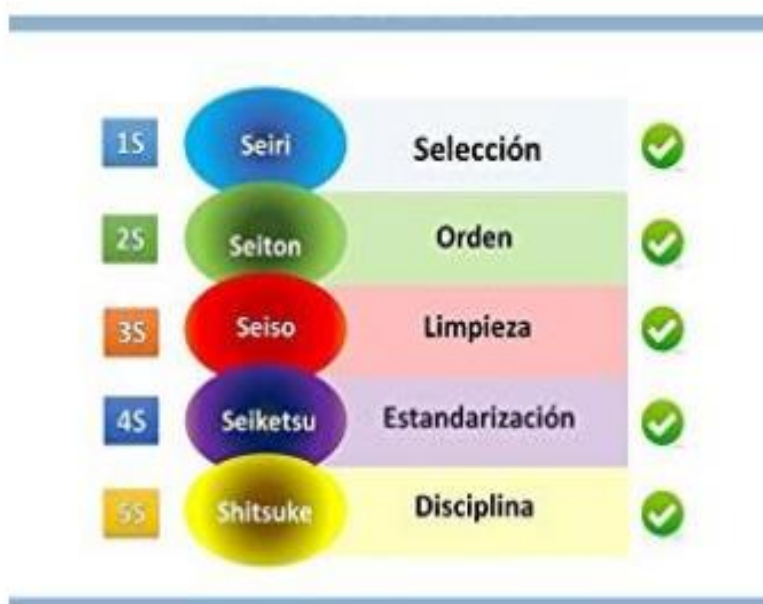 1S Seiri Selección
2S Seiton Orden
3S Seiso Limpieza
4S Seiketsu Estandarización
5S Shitsuke Disciplina